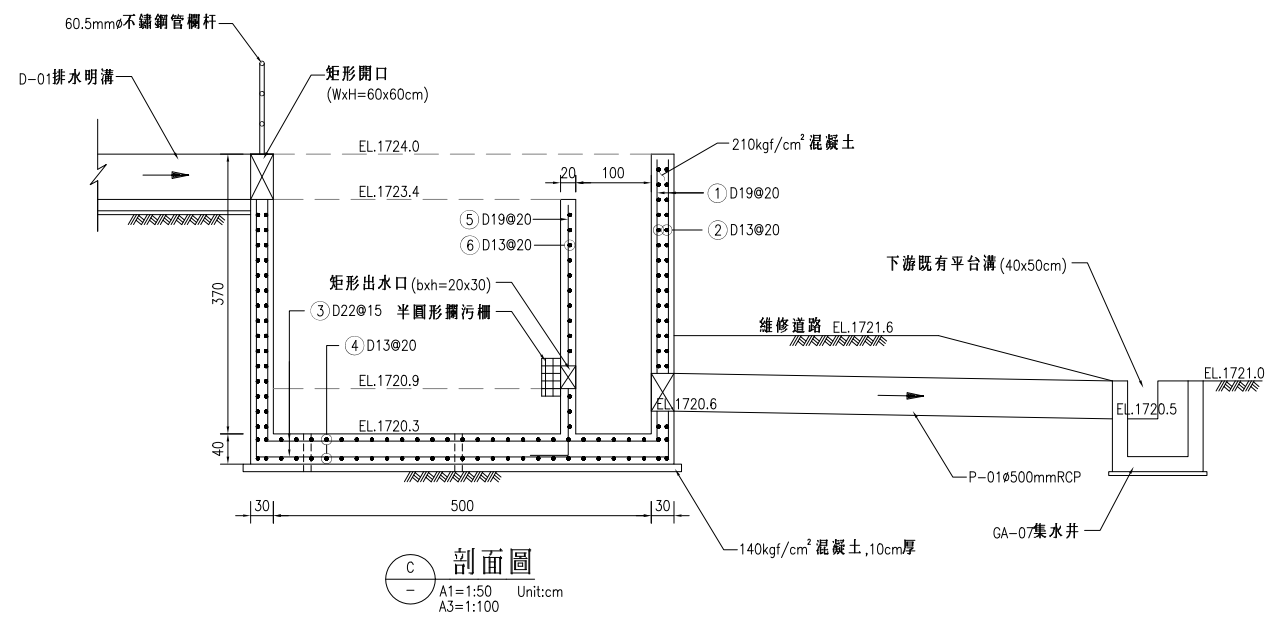 60.5mmø不鏽鋼管欄杆
D-01排水明溝
矩形開口
(WxH=60x60cm)
EL.1724.0
210kgf/cm² 混凝土
20
100
EL.1723.4
① D19@20
⑤ D19@20
② D13@20
⑥ D13@20
下游既有平台溝(40x50cm)
矩形出水口(bxh=20x30)
370
③ D22@15
半圓形攔污柵
維修道路 EL.1721.6
④ D13@20
EL.1720.9
EL.1721.0
EL.1720.6
EL.1720.5
EL.1720.3
40
P-01ø500mmRCP
30
500
30
GA-07集水井
140kgf/cm² 混凝土,10cm厚
C
-
剖面圖
A1=1:50 Unit:cm
A3=1:100